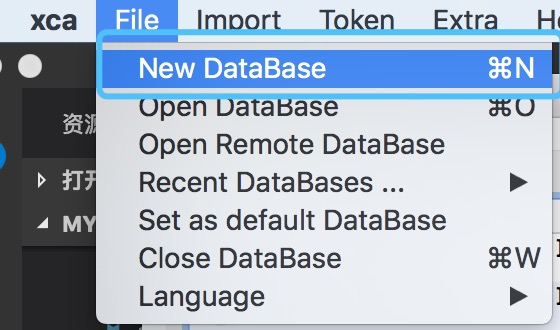 xca File Import Token Extra
New DataBase ⌘N
Open DataBase ⌘O
Open Remote DataBase
Recent DataBases ... ▶
Set as default DataBase
Close DataBase ⌘W
Language ▶
资源
打开
MY